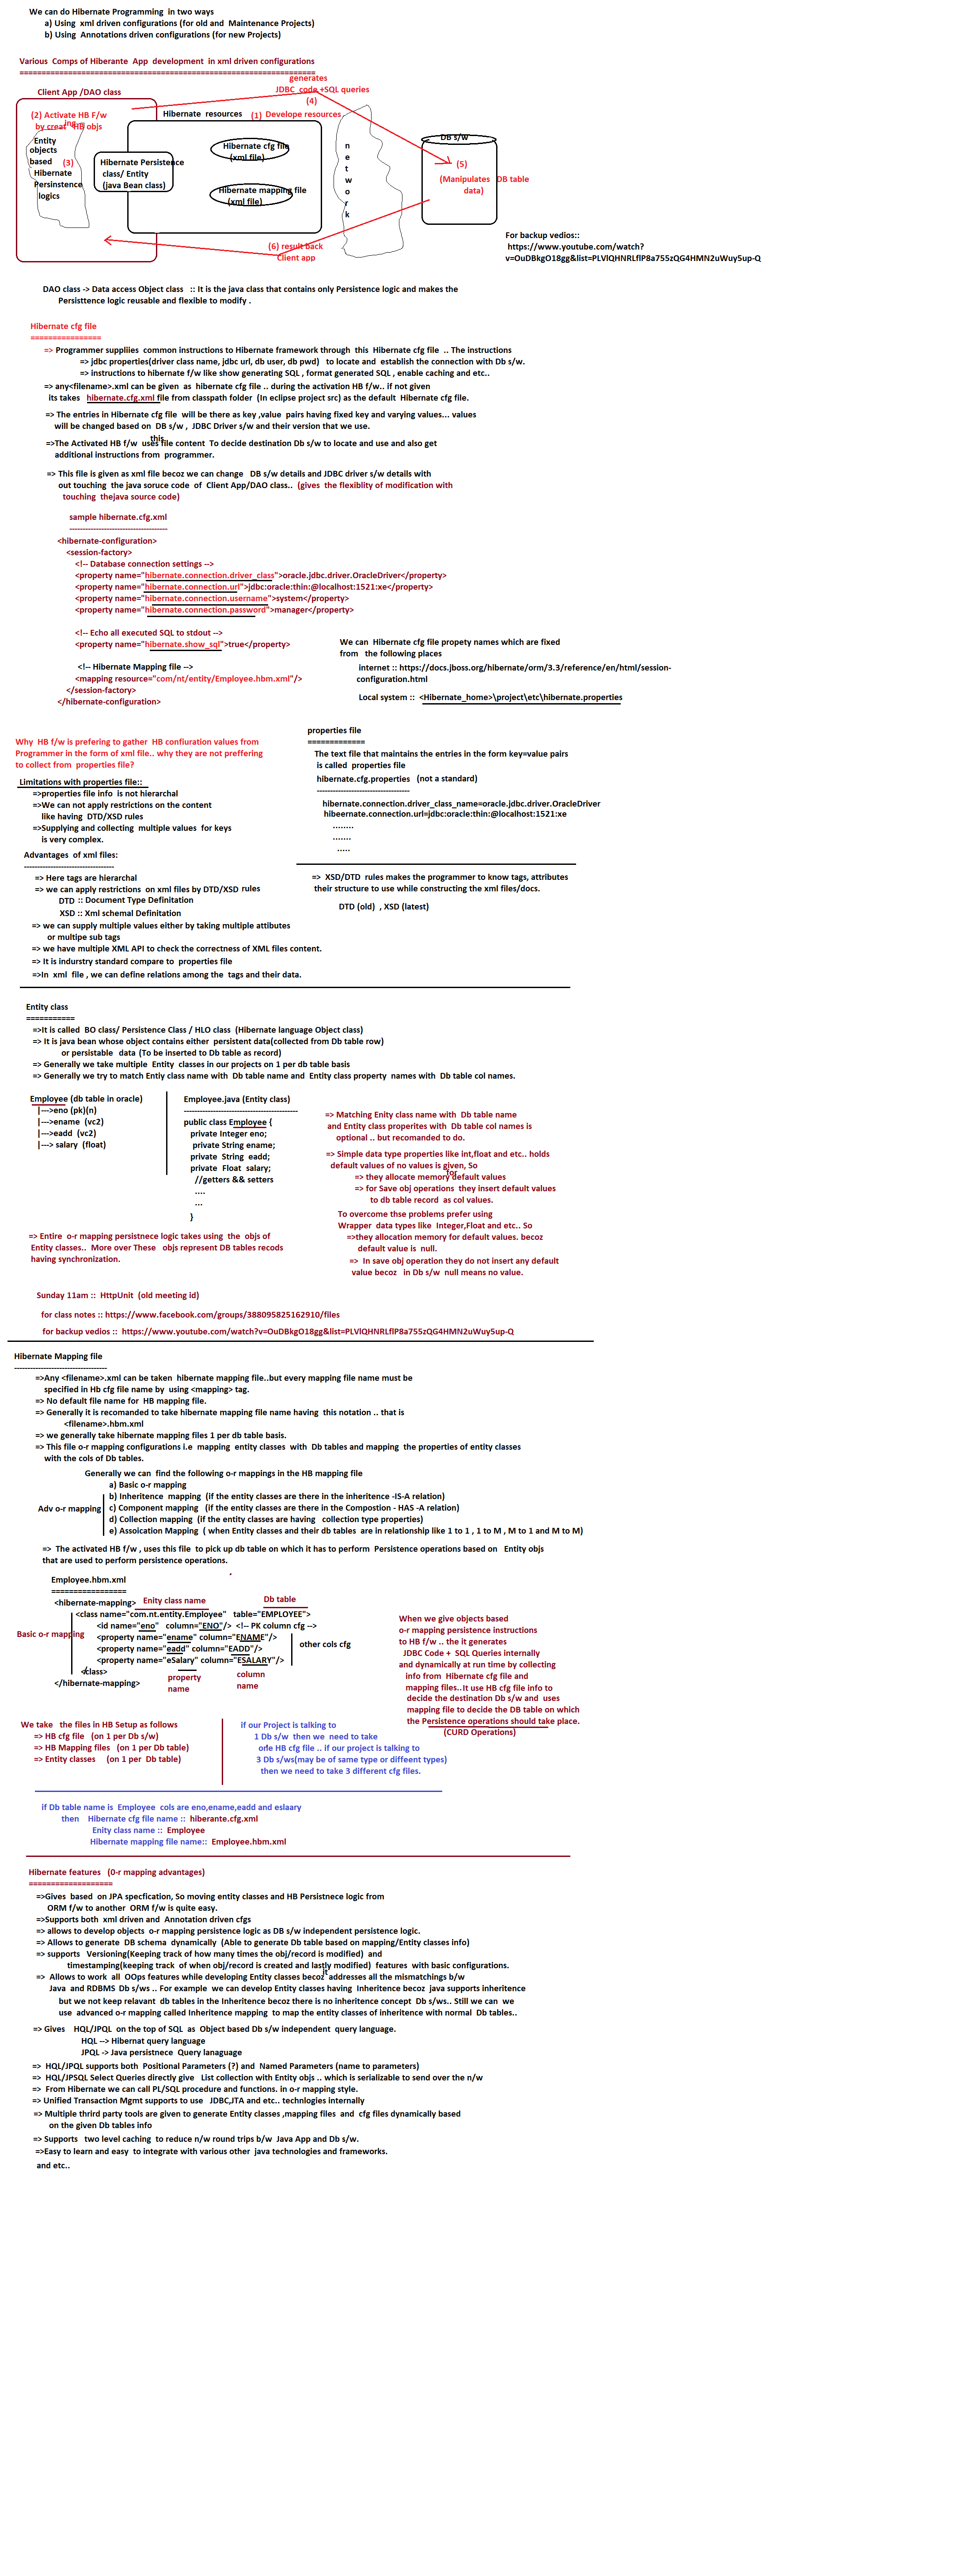 We can do Hibernate Programming  in two ways
a) Using  xml driven configurations (for old and  Maintenance Projects)
b) Using  Annotations driven configurations (for new Projects)
Various  Comps of Hiberante  App  development  in xml driven configurations
===================================================================
generates
JDBC  code +SQL queries
(4)
Client App /DAO class
(2) Activate HB F/w
by creat   HB objs
ing
Hibernate  resources    (1)  Develope resources
Entity
objects
based    (3)
Hibernate
Persinstence
logics
Hibernate Persistence
class/ Entity
(java Bean class)
Hibernate cfg file
(xml file)
Hibernate mapping file
(xml file)
n
e
t
w
o
r
k
DB s/w
(5)
(Manipulates   DB table
data)
(6) result back
Client app
For backup vedios::
https://www.youtube.com/watch?
v=OuDBkgO18gg&list=PLVlQHNRLflP8a755zQG4HMN2uWuy5up-Q
DAO class -> Data access Object class   :: It is the java class that contains only Persistence logic and makes the
Persisttence logic reusable and flexible to modify .
Hibernate cfg file
================
=> Programmer suppliies  common instructions to Hibernate framework through  this  Hibernate cfg file  .. The instructions
=> jdbc properties(driver class name, jdbc url, db user, db pwd)   to locate and  establish the connection with Db s/w.
=> instructions to hibernate f/w like show generating SQL , format generated SQL , enable caching and etc..
=> any<filename>.xml can be given  as  hibernate cfg file .. during the activation HB f/w.. if not given
its takes   hibernate.cfg.xml file from classpath folder  (In eclipse project src) as the default  Hibernate cfg file.
=> The entries in Hibernate cfg file  will be there as key ,value  pairs having fixed key and varying values... values
will be changed based on  DB s/w ,  JDBC Driver s/w and their version that we use.
this
=>The Activated HB f/w  uses file content  To decide destination Db s/w to locate and use and also get
additional instructions from  programmer.
=> This file is given as xml file becoz we can change   DB s/w details and JDBC driver s/w details with
out touching  the java soruce code  of  Client App/DAO class..  (gives  the flexiblity of modification with
touching  thejava source code)
sample hibernate.cfg.xml
-------------------------------------
<hibernate-configuration>
<session-factory>
<!-- Database connection settings -->
<property name="hibernate.connection.driver_class">oracle.jdbc.driver.OracleDriver</property>
<property name="hibernate.connection.url">jdbc:oracle:thin:@localhost:1521:xe</property>
<property name="hibernate.connection.username">system</property>
<property name="hibernate.connection.password">manager</property>
<!-- Echo all executed SQL to stdout -->
<property name="hibernate.show_sql">true</property>
<!-- Hibernate Mapping file -->
<mapping resource="com/nt/entity/Employee.hbm.xml"/>
</session-factory>
</hibernate-configuration>
We can  Hibernate cfg file propety names which are fixed
from   the following places
internet :: https://docs.jboss.org/hibernate/orm/3.3/reference/en/html/session-
configuration.html
Local system ::  <Hibernate_home>\project\etc\hibernate.properties
Why  HB f/w is prefering to gather  HB confiuration values from
Programmer in the form of xml file.. why they are not preffering
to collect from  properties file?
Limitations with properties file::
=>properties file info  is not hierarchal
=>We can not apply restrictions on the content
like having  DTD/XSD rules
=>Supplying and collecting  multiple values  for keys
is very complex.
Advantages  of xml files:
----------------------------------
=> Here tags are hierarchal
=> we can apply restrictions  on xml files by DTD/XSD rules
DTD :: Document Type Definitation
XSD :: Xml schemal Definitation
=> we can supply multiple values either by taking multiple attibutes
or multipe sub tags
=> we have multiple XML API to check the correctness of XML files content.
=> It is indurstry standard compare to  properties file
=>In  xml  file , we can define relations among the  tags and their data.
properties file
=============
The text file that maintains the entries in the form key=value pairs
is called  properties file
hibernate.cfg.properties   (not a standard)
-----------------------------------
hibernate.connection.driver_class_name=oracle.jdbc.driver.OracleDriver
hibeernate.connection.url=jdbc:oracle:thin:@localhost:1521:xe
........
.......
.....
=>  XSD/DTD  rules makes the programmer to know tags, attributes
their structure to use while constructing the xml files/docs.
DTD (old)  , XSD (latest)
Entity class
===========
=>It is called  BO class/ Persistence Class / HLO class  (Hibernate language Object class)
=> It is java bean whose object contains either  persistent data(collected from Db table row)
or persistable   data  (To be inserted to Db table as record)
=> Generally we take multiple  Entity  classes in our projects on 1 per db table basis
=> Generally we try to match Entiy class name with  Db table name and  Entity class property  names with  Db table col names.
Employee (db table in oracle)
|--->eno (pk)(n)
|--->ename  (vc2)
|--->eadd  (vc2)
|---> salary  (float)
Employee.java (Entity class)
-------------------------------------------
public class Employee {
private Integer eno;
private String ename;
private  String  eadd;
private  Float  salary;
//getters && setters
....
...
}
=> Matching Enity class name with  Db table name
and Entity class properites with  Db table col names is
optional .. but recomanded to do.
=> Simple data type properties like int,float and etc.. holds
default values of no values is given, So
for
=> they allocate memory default values
=> for Save obj operations  they insert default values
to db table record  as col values.
To overcome thse problems prefer using
Wrapper  data types like  Integer,Float and etc.. So
=>they allocation memory for default values. becoz
default value is  null.
=>  In save obj operation they do not insert any default
value becoz   in Db s/w  null means no value.
=> Entire  o-r mapping persistnece logic takes using  the  objs of
Entity classes..  More over These   objs represent DB tables recods
having synchronization.
Sunday 11am ::  HttpUnit  (old meeting id)
for class notes :: https://www.facebook.com/groups/388095825162910/files
for backup vedios ::  https://www.youtube.com/watch?v=OuDBkgO18gg&list=PLVlQHNRLflP8a755zQG4HMN2uWuy5up-Q
Hibernate Mapping file
-----------------------------------
=>Any <filename>.xml can be taken  hibernate mapping file..but every mapping file name must be
specified in Hb cfg file name by  using <mapping> tag.
=> No default file name for  HB mapping file.
=> Generally it is recomanded to take hibernate mapping file name having  this notation .. that is
<filename>.hbm.xml
=> we generally take hibernate mapping files 1 per db table basis.
=> This file o-r mapping configurations i.e  mapping  entity classes  with  Db tables and mapping  the properties of entity classes
with the cols of Db tables.
Generally we can  find the following o-r mappings in the HB mapping file
a) Basic o-r mapping
b) Inheritence  mapping  (if the entity classes are there in the inheritence -IS-A relation)
Adv o-r mapping
c) Component mapping   (if the entity classes are there in the Compostion - HAS -A relation)
d) Collection mapping  (if the entity classes are having   collection type properties)
e) Assoication Mapping  ( when Entity classes and their db tables  are in relationship like 1 to 1 , 1 to M , M to 1 and M to M)
=>  The activated HB f/w , uses this file  to pick up db table on which it has to perform  Persistence operations based on   Entity objs
that are used to perform persistence operations.
Employee.hbm.xml
=================
<hibernate-mapping>
Enity class name
Db table
<class name="com.nt.entity.Employee"   table="EMPLOYEE">
<id name="eno"   column="ENO"/>  <!-- PK column cfg -->
Basic o-r mapping
<property name="ename" column="ENAME"/>
<property name="eadd" column="EADD"/>
<property name="eSalary" column="ESALARY"/>
other cols cfg
</class>
</hibernate-mapping>
property
name
column
name
When we give objects based
o-r mapping persistence instructions
to HB f/w .. the it generates
JDBC Code +  SQL Queries internally
and dynamically at run time by collecting
info from  Hibernate cfg file and
mapping files..It use HB cfg file info to
decide the destination Db s/w and  uses
mapping file to decide the DB table on which
the Persistence operations should take place.
(CURD Operations)
We take   the files in HB Setup as follows
=> HB cfg file   (on 1 per Db s/w)
=> HB Mapping files   (on 1 per Db table)
=> Entity classes     (on 1 per  Db table)
if our Project is talking to
1 Db s/w  then we  need to take
one HB cfg file .. if our project is talking to
3 Db s/ws(may be of same type or diffeent types)
then we need to take 3 different cfg files.
if Db table name is  Employee  cols are eno,ename,eadd and eslaary
then    Hibernate cfg file name ::  hiberante.cfg.xml
Enity class name ::  Employee
Hibernate mapping file name::  Employee.hbm.xml
Hibernate features   (0-r mapping advantages)
===================
=>Gives  based  on JPA specfication, So moving entity classes and HB Persistnece logic from
ORM f/w to another  ORM f/w is quite easy.
=>Supports both  xml driven and  Annotation driven cfgs
=> allows to develop objects  o-r mapping persistence logic as DB s/w independent persistence logic.
=> Allows to generate  DB schema  dynamically  (Able to generate Db table based on mapping/Entity classes info)
=> supports   Versioning(Keeping track of how many times the obj/record is modified)  and
timestamping(keeping  track  of when obj/record is created and lastly modified)  features  with basic configurations.
it
=>  Allows to work  all  OOps features while developing Entity classes becoz  addresses all the mismatchings b/w
Java  and RDBMS  Db s/ws .. For example  we can develop Entity classes having  Inheritence becoz  java supports inheritence
but we not keep relavant  db tables in the Inheritence becoz there is no inheritence concept  Db s/ws.. Still we can  we
use  advanced o-r mapping called Inheritence mapping  to map the entity classes of inheritence with normal  Db tables..
=> Gives    HQL/JPQL  on the top of SQL  as  Object based Db s/w independent  query language.
HQL --> Hibernat query language
JPQL -> Java persistnece  Query lanaguage
=>  HQL/JPQL supports both  Positional Parameters (?) and  Named Parameters (name to parameters)
=>  HQL/JPSQL Select Queries directly give   List collection with Entity objs .. which is serializable to send over the n/w
=>  From Hibernate we can call PL/SQL procedure and functions. in o-r mapping style.
=> Unified Transaction Mgmt supports to use   JDBC,JTA and etc.. technlogies internally
=> Multiple thrird party tools are given to generate Entity classes ,mapping files  and  cfg files dynamically based
on the given Db tables info
=> Supports   two level caching  to reduce n/w round trips b/w  Java App and Db s/w.
=>Easy to learn and easy  to integrate with various other  java technologies and frameworks.
and etc..